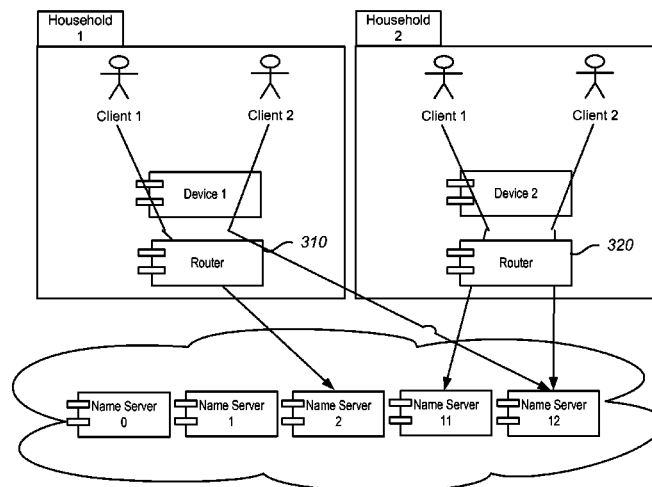 Household
1
Household
2
Client 1
Client 2
Client 1
Client 2
Device 1
Device 2
Router
310
Router
320
Name Server
0
Name Server
1
Name Server
2
Name Server
11
Name Server
12